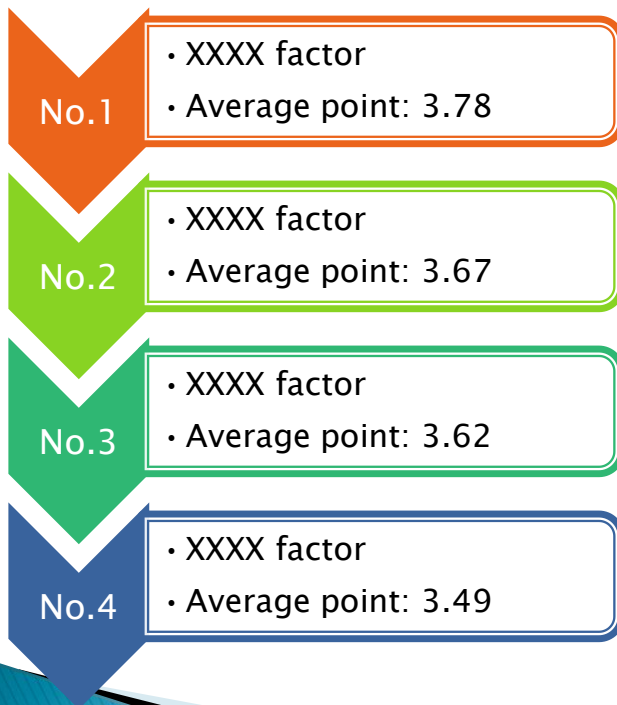 No.1
· XXXX factor
· Average point: 3.78
No.2
· XXXX factor
· Average point: 3.67
No.3
· XXXX factor
· Average point: 3.62
No.4
· XXXX factor
· Average point: 3.49